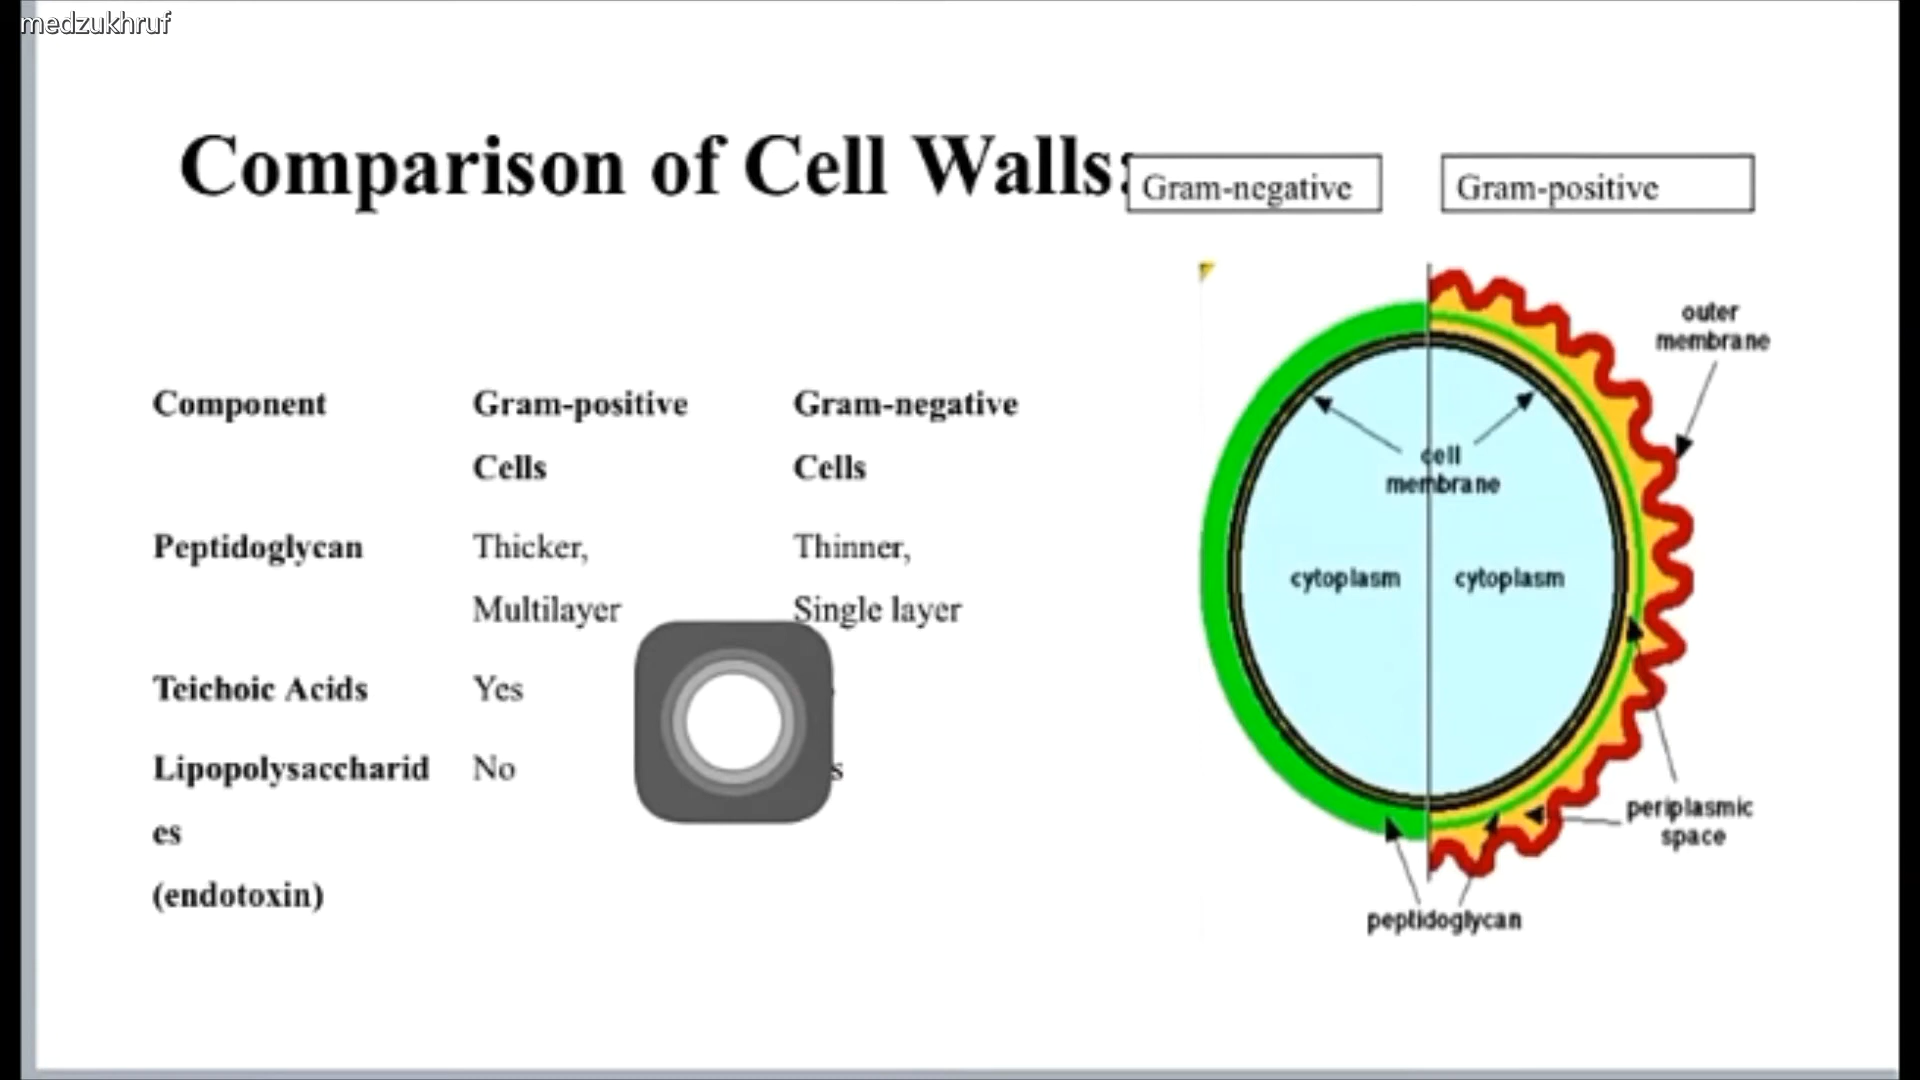 medzukhruf
Comparison of Cell Walls:
Gram-negative
Gram-positive
Component Gram-positive Gram-negative
Cells Cells
Peptidoglycan Thicker, Thinner,
Multilayer Single layer
Teichoic Acids Yes
Lipopolysaccharid No
es
(endotoxin)
outer
membrane
cell
membrane
cytoplasm cytoplasm
periplasmic
space
peptidoglycan